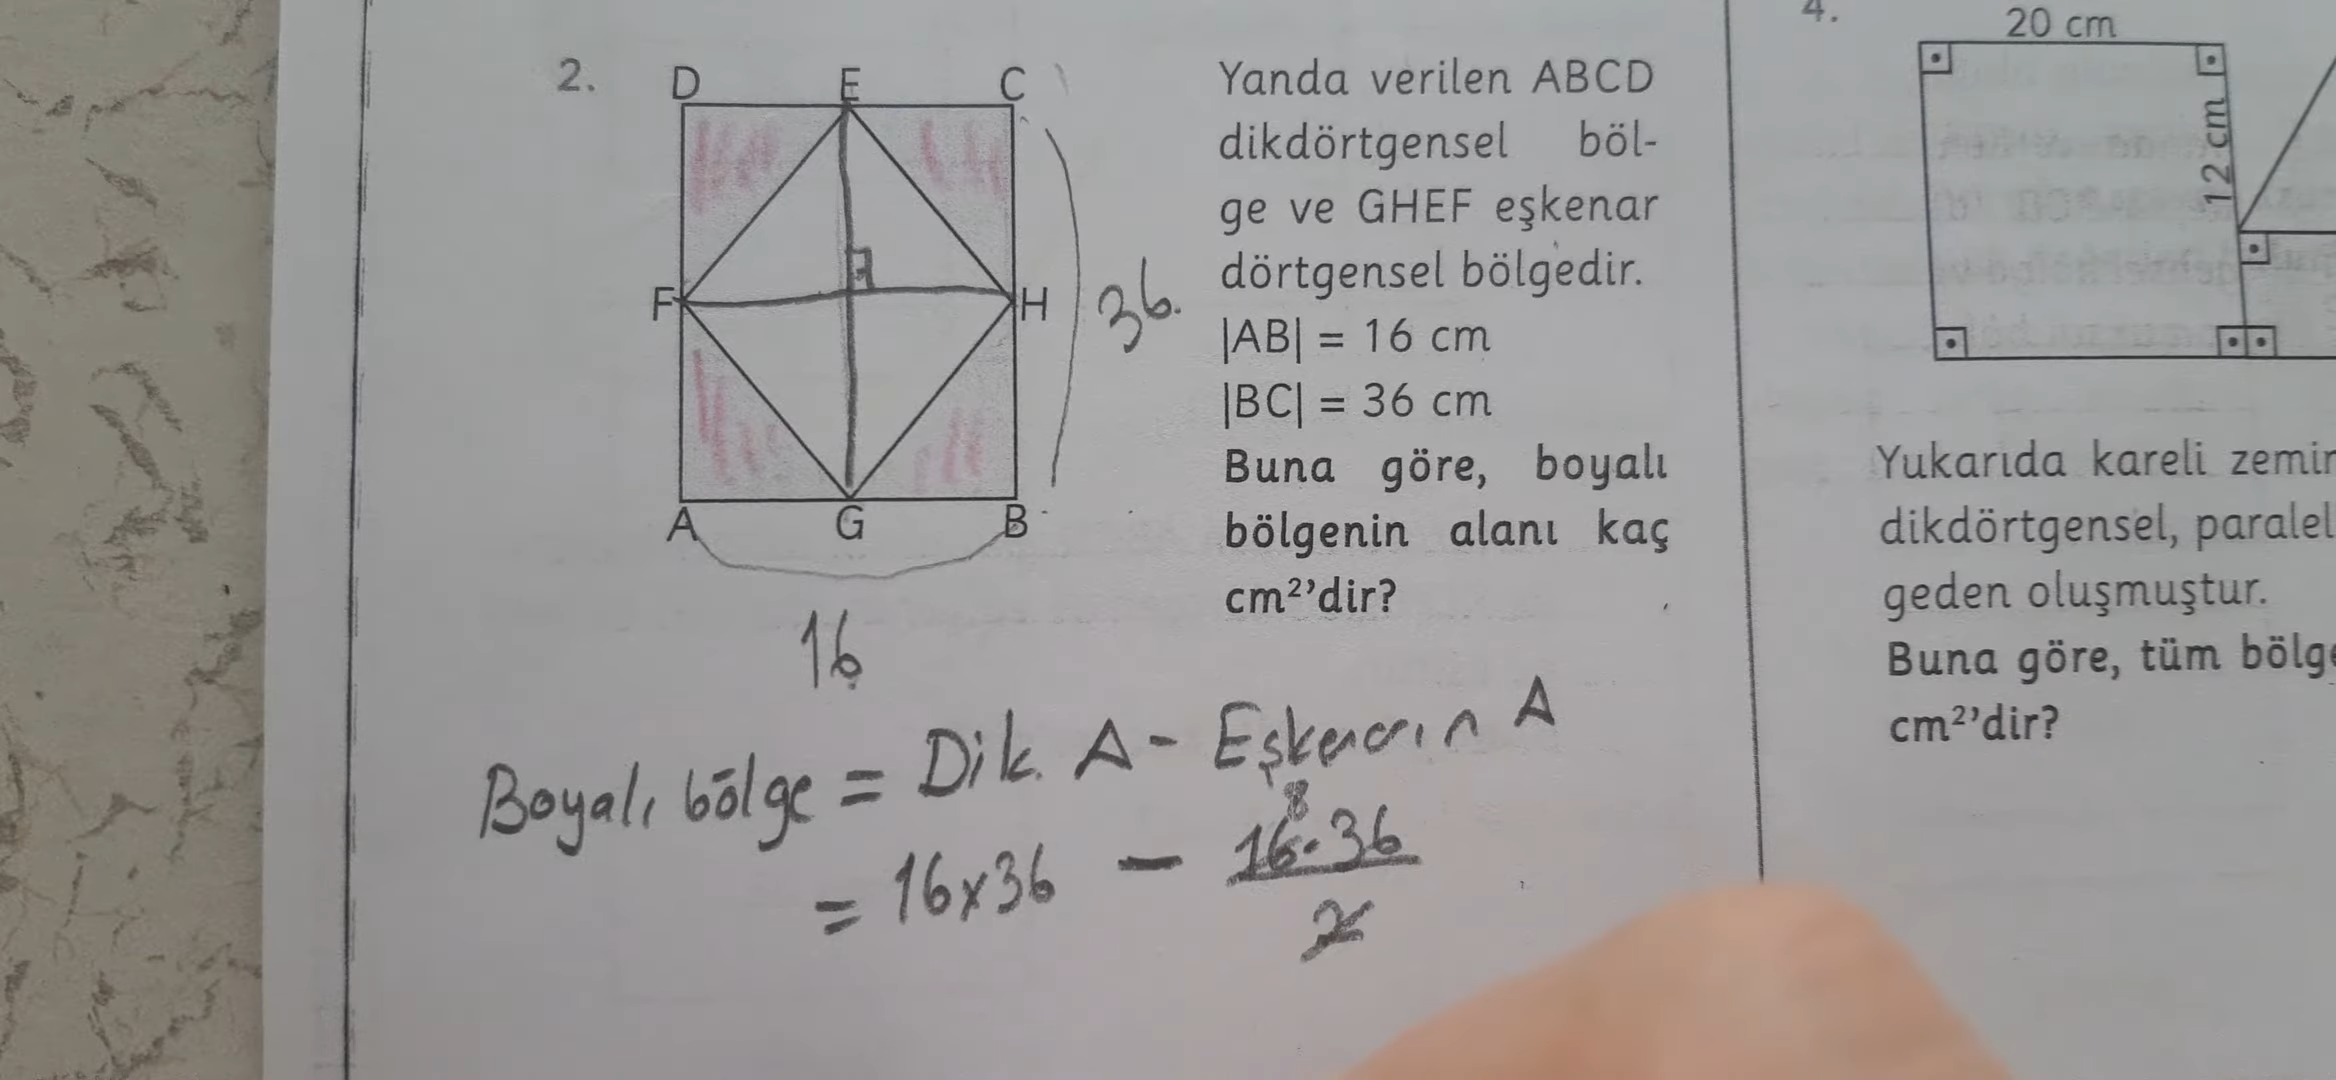 2.
D E C
F H
A G B
36.
16
Yanda verilen ABCD
dikdörtgensel böl-
ge ve GHEF eşkenar
dörtgensel bölgedir.
|AB| = 16 cm
|BC| = 36 cm
Buna göre, boyalı
bölgenin alanı kaç
cm²'dir?
Boyalı bölge = Dik. A - Eşkenarın A
= 16x36 - 16.36
8
2
4.
20 cm
12 cm
Yukarıda kareli zemin
dikdörtgensel, paralel
geden oluşmuştur.
Buna göre, tüm bölge
cm²'dir?